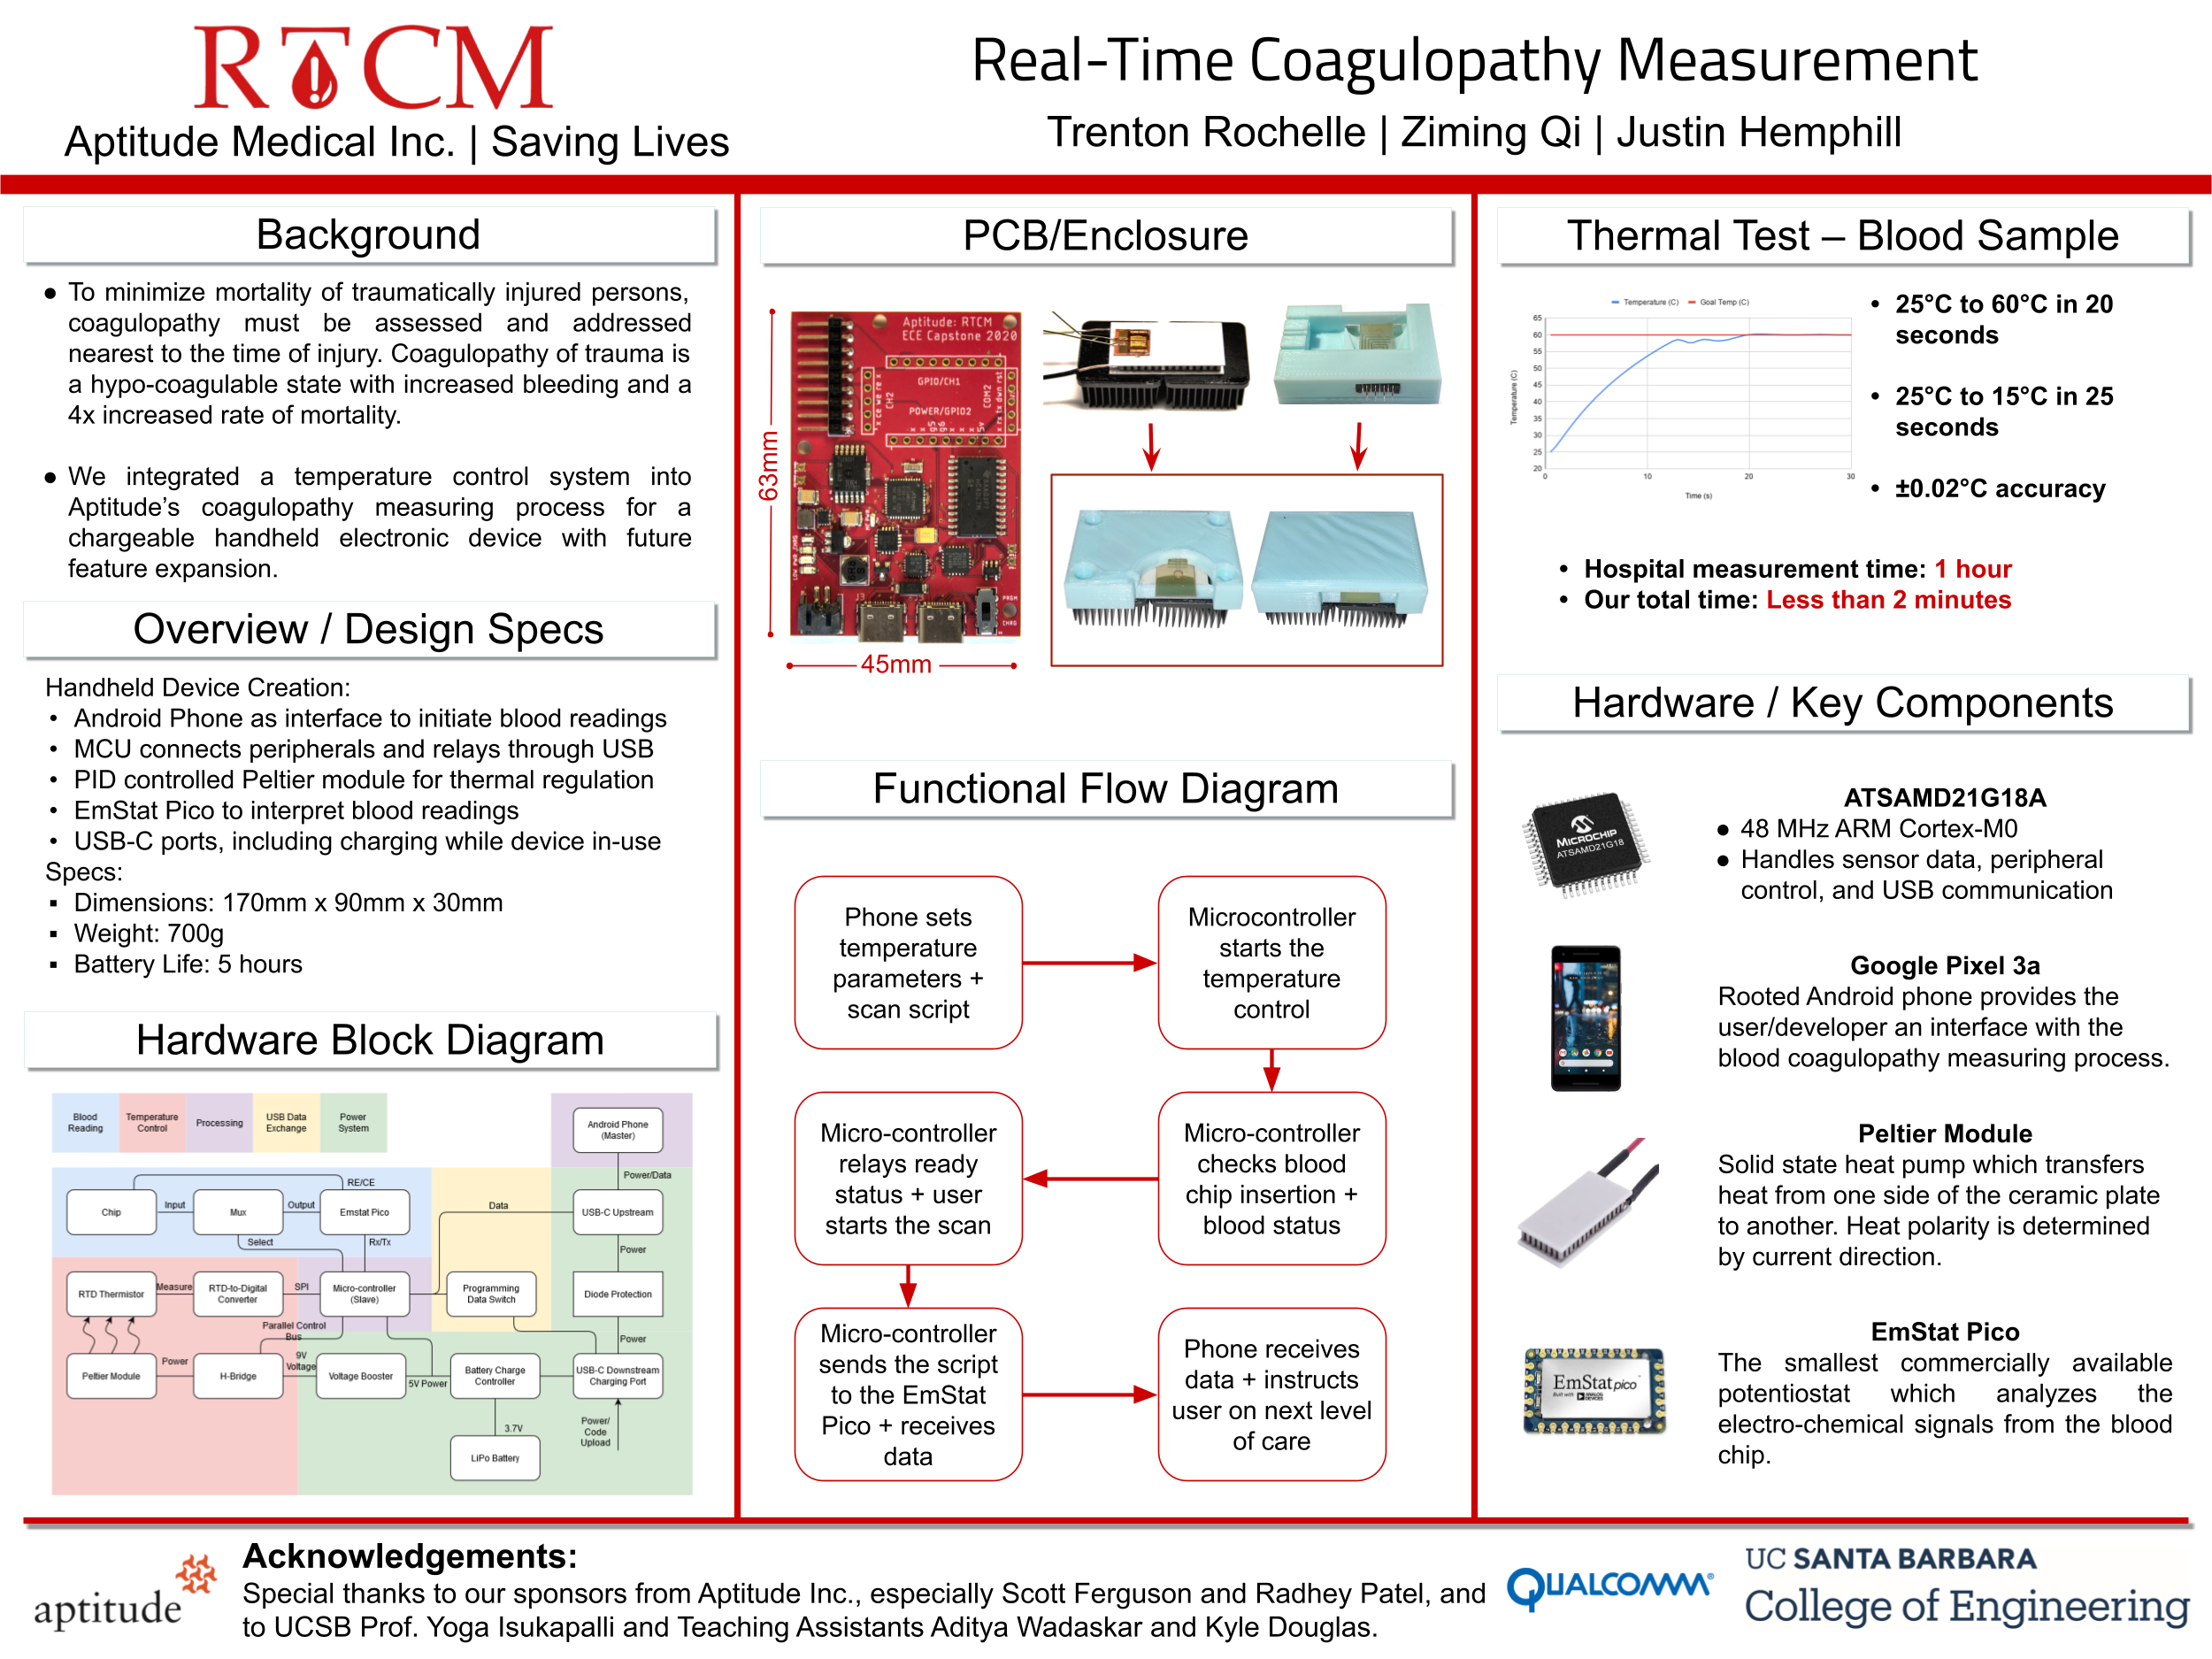 RTCM
Aptitude Medical Inc. | Saving Lives
Real-Time Coagulopathy Measurement
Trenton Rochelle | Ziming Qi | Justin Hemphill
Background
● To minimize mortality of traumatically injured persons,
coagulopathy must be assessed and addressed
nearest to the time of injury. Coagulopathy of trauma is
a hypo-coagulable state with increased bleeding and a
4x increased rate of mortality.
● We integrated a temperature control system into
Aptitude's coagulopathy measuring process for a
chargeable handheld electronic device with future
feature expansion.
Overview / Design Specs
Handheld Device Creation:
• Android Phone as interface to initiate blood readings
• MCU connects peripherals and relays through USB
• PID controlled Peltier module for thermal regulation
• EmStat Pico to interpret blood readings
• USB-C ports, including charging while device in-use
Specs:
▪ Dimensions: 170mm x 90mm x 30mm
▪ Weight: 700g
▪ Battery Life: 5 hours
Hardware Block Diagram
Blood
Reading
Temperature
Control
Processing
USB Data
Exchange
Power
System
Android Phone
(Master)
Power/Data
RE/CE
Chip
Input
Mux
Output
Emstat Pico
Data
USB-C Upstream
Select
Rx/Tx
Power
RTD Thermistor
Measure
RTD-to-Digital
Converter
SPI
Micro-controller
(Slave)
Programming
Data Switch
Diode Protection
Parallel Control
Bus
Power
Peltier Module
Power
H-Bridge
9V
Voltage
Voltage Booster
5V Power
Battery Charge
Controller
USB-C Downstream
Charging Port
3.7V
Power/
Code
Upload
LiPo Battery
PCB/Enclosure
Aptitude: RTCM
ECE Capstone 2020
GPIO/CH1
CH2
COM2
POWER/GPIO2
63mm
45mm
Functional Flow Diagram
Phone sets
temperature
parameters +
scan script
Microcontroller
starts the
temperature
control
Micro-controller
relays ready
status + user
starts the scan
Micro-controller
checks blood
chip insertion +
blood status
Micro-controller
sends the script
to the EmStat
Pico + receives
data
Phone receives
data + instructs
user on next level
of care
Thermal Test – Blood Sample
Temperature (C)
Goal Temp (C)
65
60
55
50
45
40
35
30
25
20
Temperature (C)
0
10
20
30
Time (s)
• 25°C to 60°C in 20
seconds
• 25°C to 15°C in 25
seconds
• ±0.02°C accuracy
• Hospital measurement time: 1 hour
• Our total time: Less than 2 minutes
Hardware / Key Components
MICROCHIP
ATSAMD21G18
ATSAMD21G18A
● 48 MHz ARM Cortex-M0
● Handles sensor data, peripheral
control, and USB communication
Google Pixel 3a
Rooted Android phone provides the
user/developer an interface with the
blood coagulopathy measuring process.
Peltier Module
Solid state heat pump which transfers
heat from one side of the ceramic plate
to another. Heat polarity is determined
by current direction.
EmStat pico
EmStat Pico
The smallest commercially available
potentiostat which analyzes the
electro-chemical signals from the blood
chip.
aptitude
Acknowledgements:
Special thanks to our sponsors from Aptitude Inc., especially Scott Ferguson and Radhey Patel, and
to UCSB Prof. Yoga Isukapalli and Teaching Assistants Aditya Wadaskar and Kyle Douglas.
QUALCOMM
UC SANTA BARBARA
College of Engineering